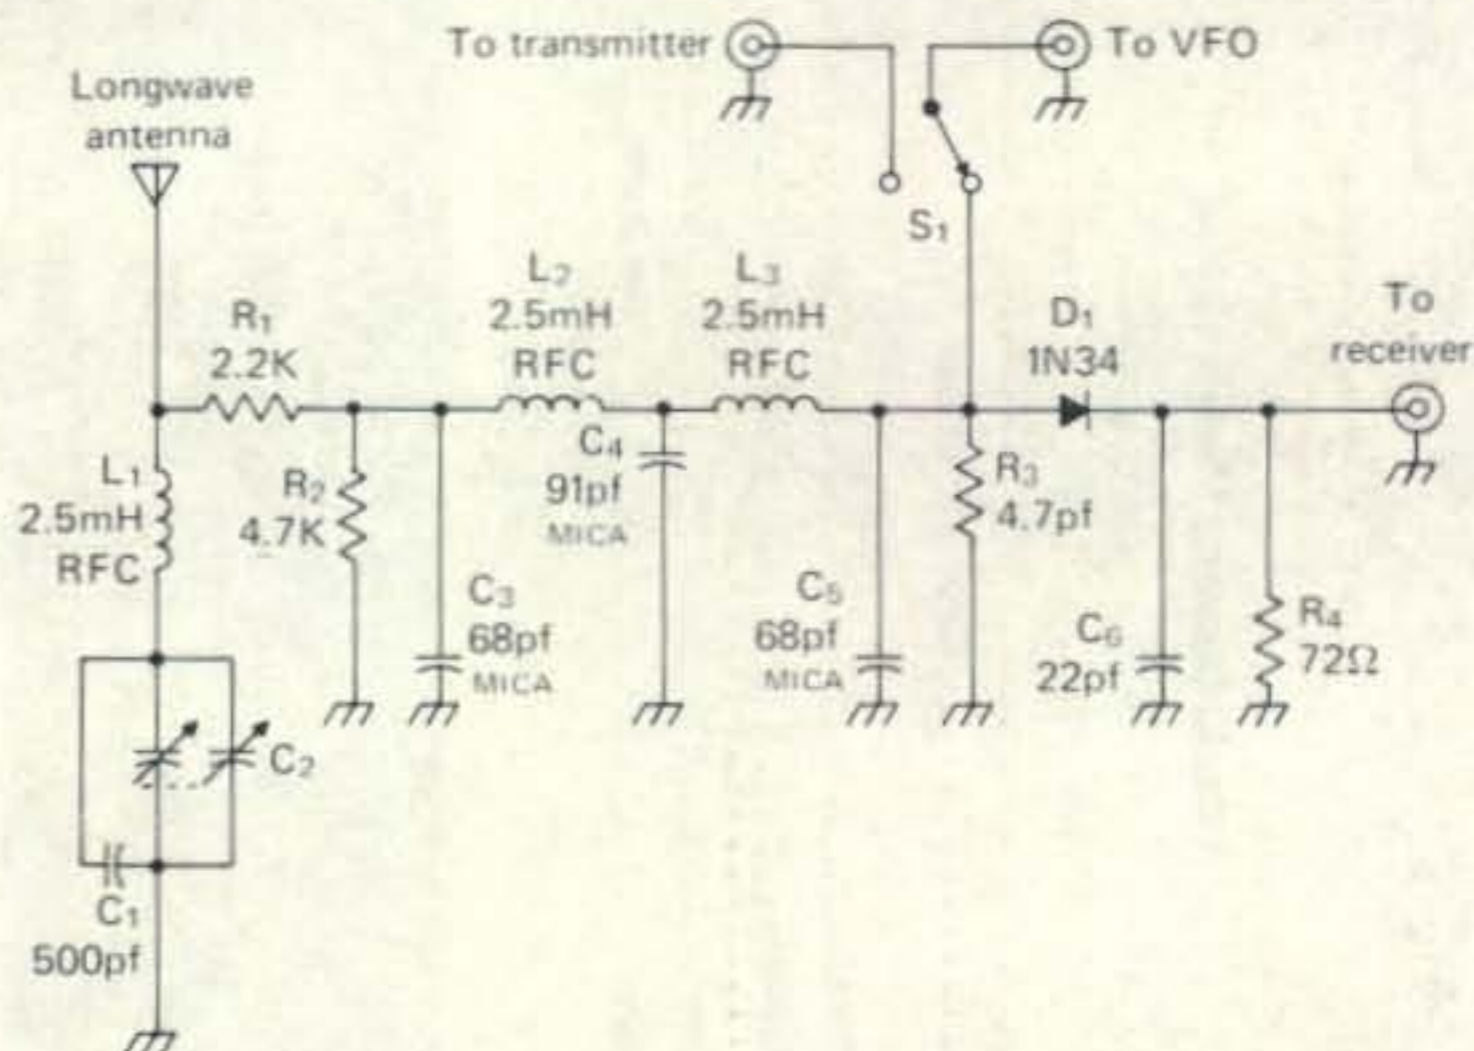 To transmitter
To VFO
Longwave
antenna
S1
L2
2.5mH
RFC
L3
2.5mH
RFC
R1
2.2K
D1
1N34
To
receiver
L1
2.5mH
RFC
R2
4.7K
C4
91pf
MICA
R3
4.7pf
C3
68pf
MICA
C5
68pf
MICA
C6
22pf
R4
72Ω
C2
C1
500pf